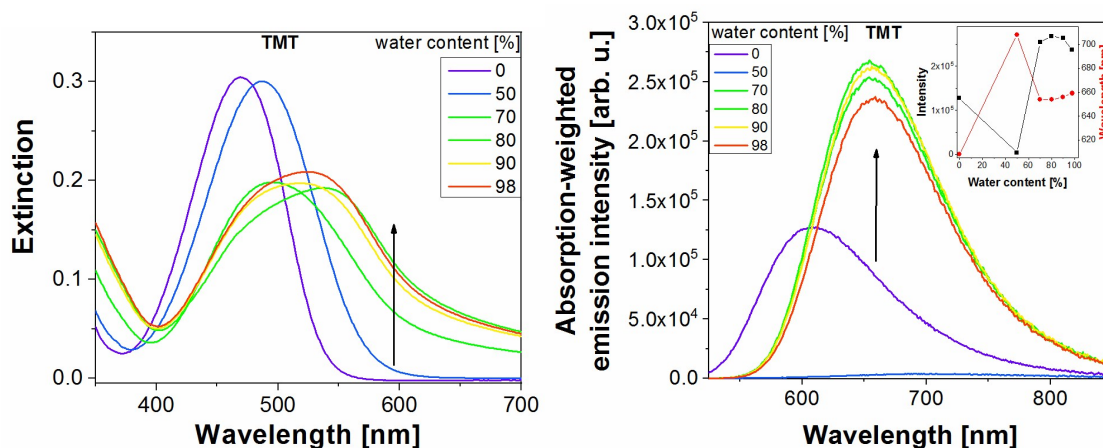 TMT
water content [%]
0
50
70
80
90
98
0.3
0.2
0.1
0.0
400
500
600
700
Extinction
Wavelength [nm]
3.0x10⁵
2.5x10⁵
2.0x10⁵
1.5x10⁵
1.0x10⁵
5.0x10⁴
0.0
600
700
800
Absorption-weighted
emission intensity [arb. u.]
Wavelength [nm]
water content [%]
TMT
0
50
70
80
90
98
2x10⁵
1x10⁵
0
Intensity
0
20
40
60
80
100
Water content [%]
700
680
660
640
620
Wavelength [nm]